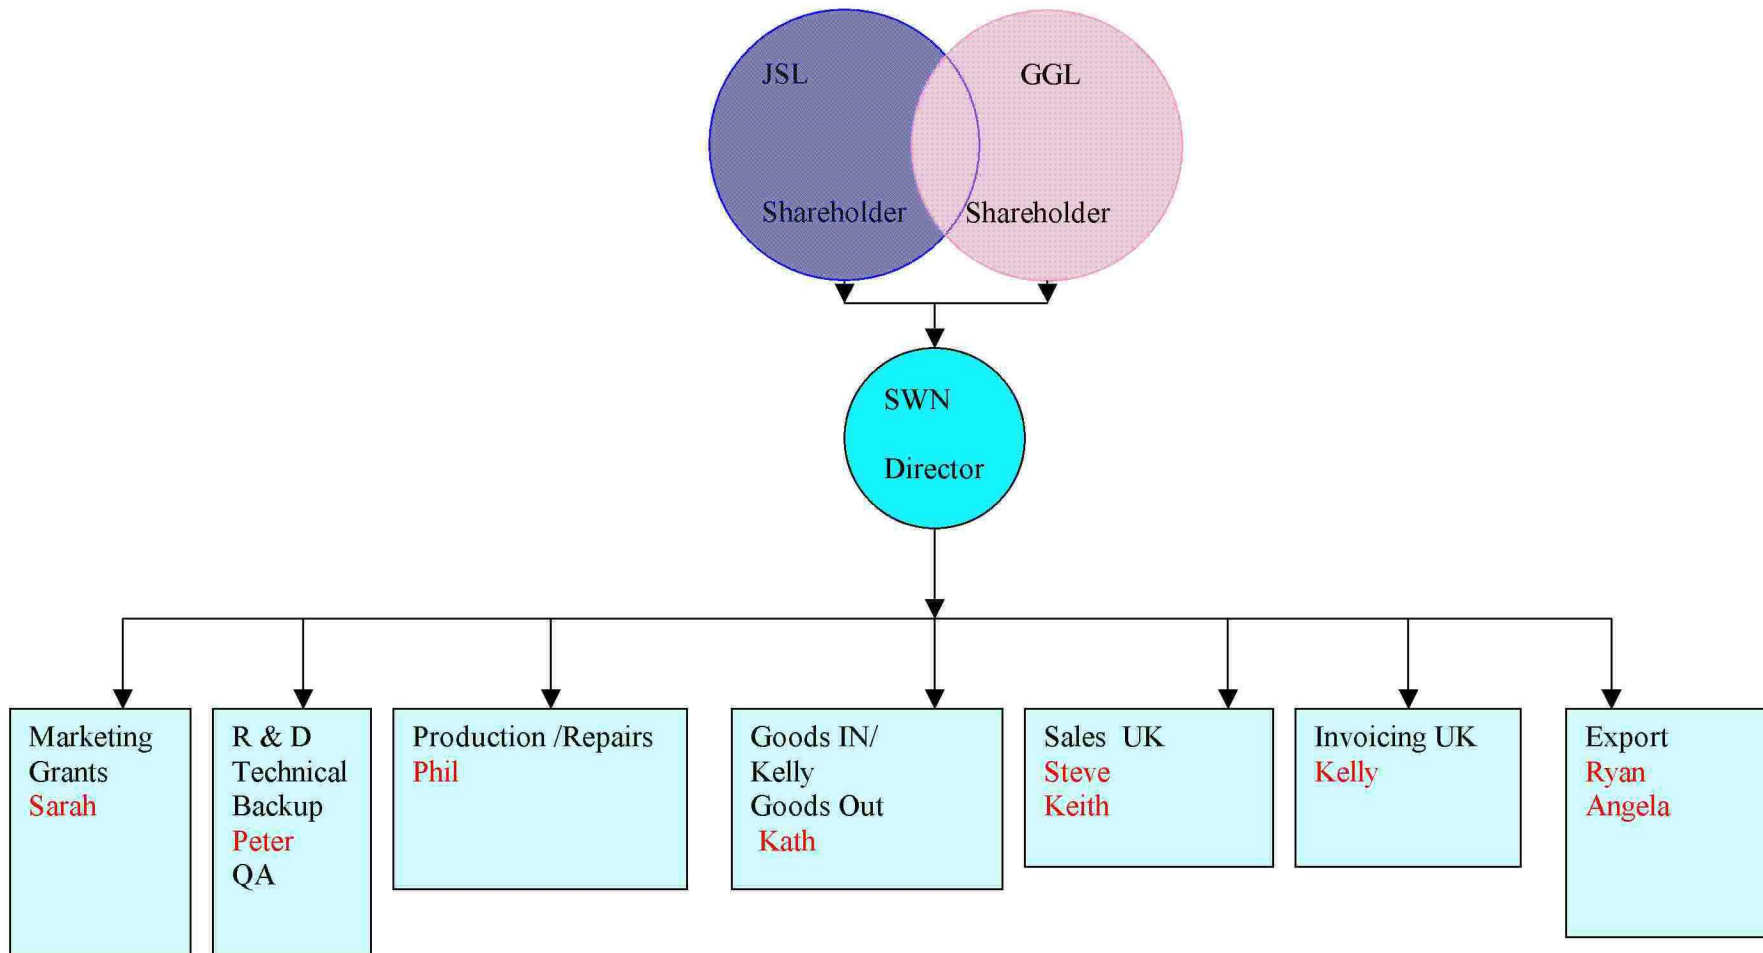 JSL
GGL
Shareholder
Shareholder
SWN
Director
Marketing
Grants
Sarah
R & D
Technical
Backup
Peter
QA
Production /Repairs
Phil
Goods IN/
Kelly
Goods Out
Kath
Sales  UK
Steve
Keith
Invoicing UK
Kelly
Export
Ryan
Angela